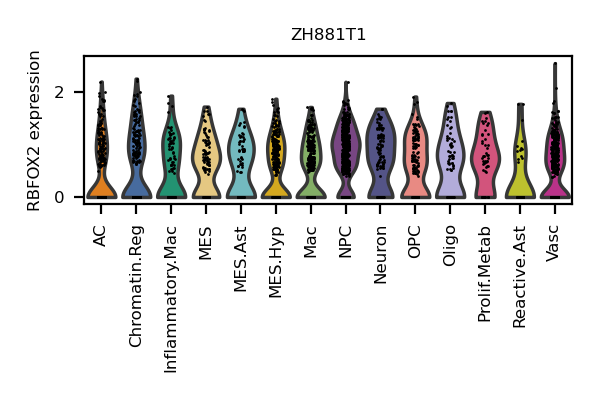 ZH881T1
RBFOX2 expression
2
0
AC
Chromatin.Reg
Inflammatory.Mac
MES
MES.Ast
MES.Hyp
Mac
NPC
Neuron
OPC
Oligo
Prolif.Metab
Reactive.Ast
Vasc